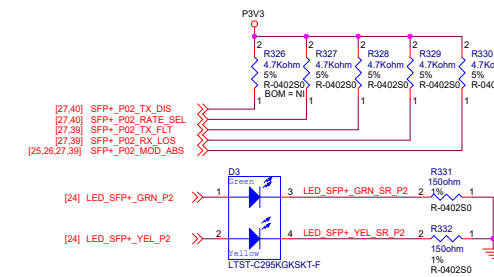 P3V3
2 2 2 2 2
R326 R327 R328 R329 R330
4.7Kohm 4.7Kohm 4.7Kohm 4.7Kohm
5% 5% 5% 5% 5%
R-0402S0 R-0402S0 R-0402S0 R-0402S0
BOM = NI
1 1 1 1 1
[27,40] SFP+_P02_TX_DIS
[27,40] SFP+_P02_RATE_SEL
[27,39] SFP+_P02_TX_FLT
[27,39] SFP+_P02_RX_LOS
[25,26,27,39] SFP+_P02_MOD_ABS
D3
Green
R331
150ohm
[24] LED_SFP+_GRN_P2 1 3 LED_SFP+_GRN_SR_P2 2 1
1%
R-0402S0
R332
[24] LED_SFP+_YEL_P2 2 4 LED_SFP+_YEL_SR_P2 2 1
150ohm
Yellow
1%
LTST-C295KGKSKT-F
R-0402S0